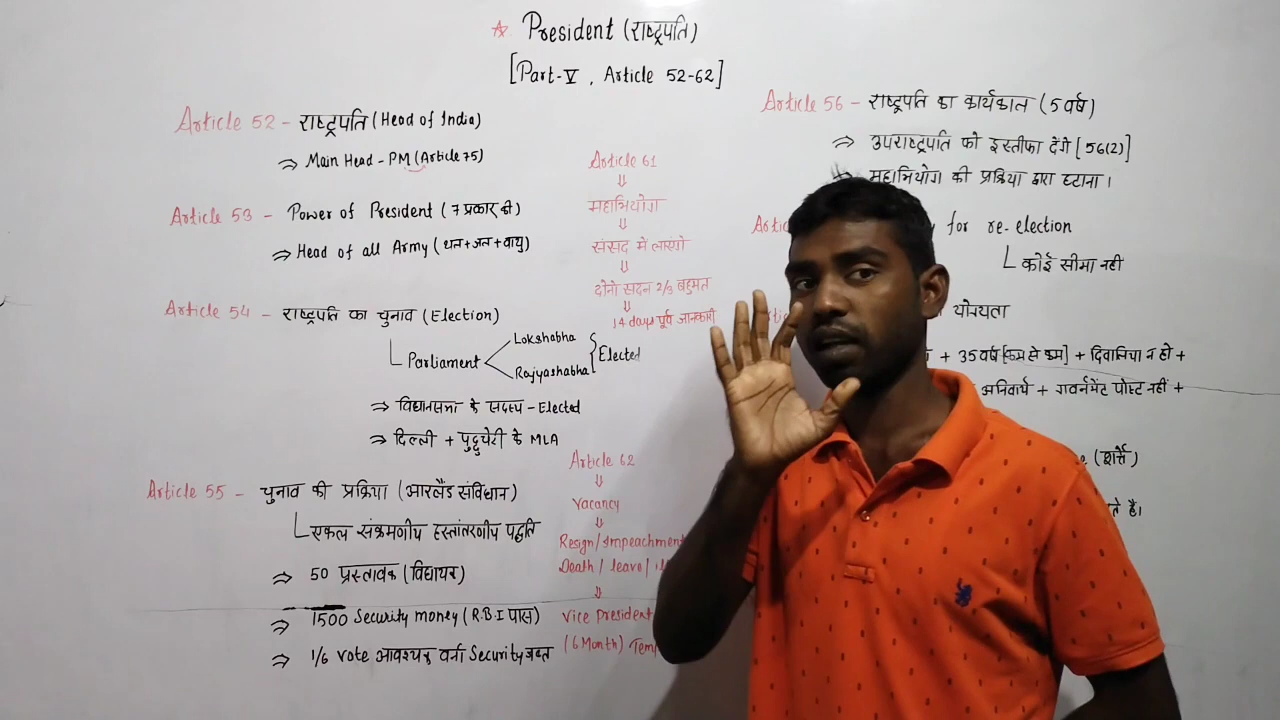 ☆ President (राष्ट्रपति)
[Part-V, Article 52-62]
Article 52 - राष्ट्रपति (Head of India)
⇒ Main Head - PM (Article 75)
Article 53 - Power of President (7 प्रकार की)
⇒ Head of all Army (थल+जल+वायु)
Article 54 - राष्ट्रपति का चुनाव (Election)
Parliament
Lokshabha
Rajyashabha
Elected
⇒ विधानसभा के सदस्य - Elected
⇒ दिल्ली + पुदुचेरी के MLA
Article 55 - चुनाव की प्रक्रिया (आरलैंड संविधान)
एकल संक्रमणीय हस्तांतरणीय पद्धति
⇒ 50 प्रस्तावक (विधायक)
⇒ 1500 Security money (R.B.I पास)
⇒ 1/6 vote आवश्यक वर्ना Security जब्त
Article 61
⇓
महाभियोग
⇓
संसद में लाएंगे
⇓
दोनो सदन 2/3 बहुमत
⇓
14 days पूर्व जानकारी
Article 62
⇓
Vacancy
⇓
Resign/Impeachment
Death / leave /
⇓
Vice President
(6 Month)
Article 56 - राष्ट्रपति का कार्यकाल (5 वर्ष)
⇒ उपराष्ट्रपति को इस्तीफा देंगे [56(2)]
महाभियोग की प्रक्रिया द्वारा हटाना।
for re-election
कोई सीमा नही
योग्यता
+ 35 वर्ष [कम से कम] + दिवालिया न हो +
अनिवार्य + गवर्नमेंट पोस्ट नहीं +
(शर्त्ते)
है।